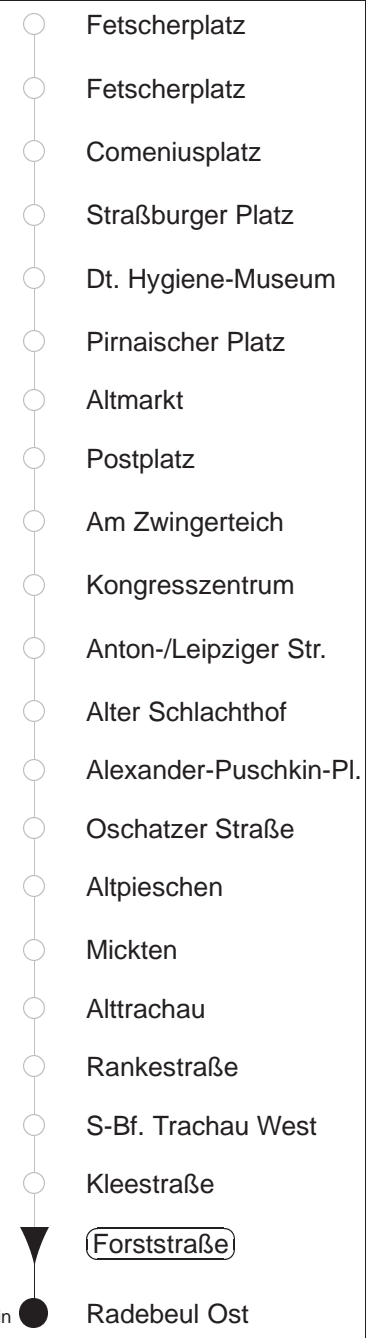 Fetscherplatz
Fetscherplatz
Comeniusplatz
Straßburger Platz
Dt. Hygiene-Museum
Pirnaischer Platz
Altmarkt
Postplatz
Am Zwingerteich
Kongresszentrum
Anton-/Leipziger Str.
Alter Schlachthof
Alexander-Puschkin-Pl.
Oschatzer Straße
Altpieschen
Mickten
Alttrachau
Rankestraße
S-Bf. Trachau West
Kleestraße
Forststraße
Radebeul Ost